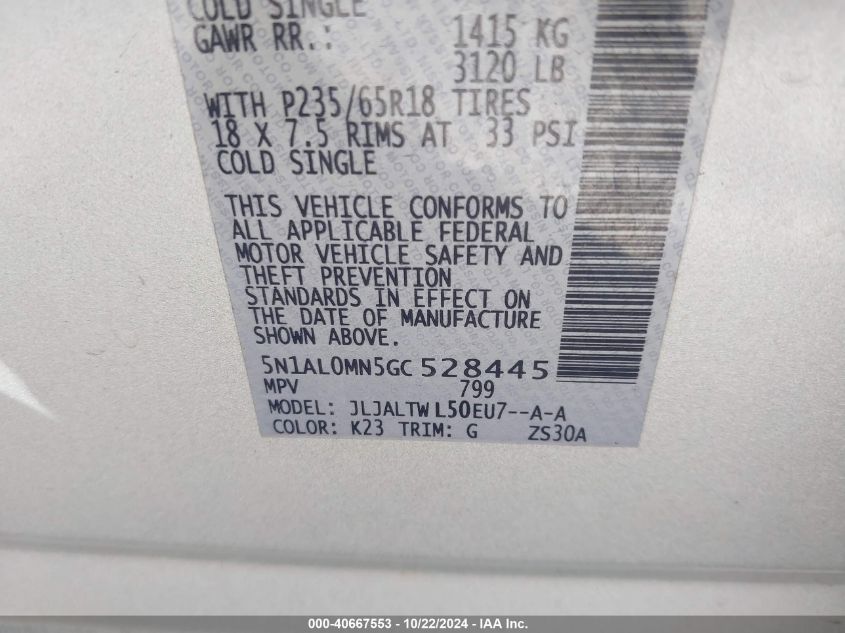 COLD SINGLE
GAWR RR.: 1415 KG
3120 LB
WITH P235/65R18 TIRES
18 X 7.5 RIMS AT 33 PSI
COLD SINGLE
THIS VEHICLE CONFORMS TO
ALL APPLICABLE FEDERAL
MOTOR VEHICLE SAFETY AND
THEFT PREVENTION
STANDARDS IN EFFECT ON
THE DATE OF MANUFACTURE
SHOWN ABOVE.
5N1AL0MN5GC528445
MPV 799
MODEL: JLJALTWL50EU7--A-A
COLOR: K23 TRIM: G ZS30A
000-40667553 - 10/22/2024 - IAA Inc.